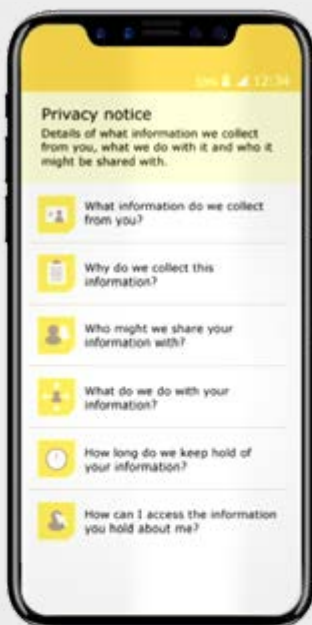 12:34
Privacy notice
Details of what information we collect
from you, what we do with it and who it
might be shared with.
What information do we collect
from you?
Why do we collect this
information?
Who might we share your
information with?
What do we do with your
information?
How long do we keep hold of
your information?
How can I access the information
you hold about me?